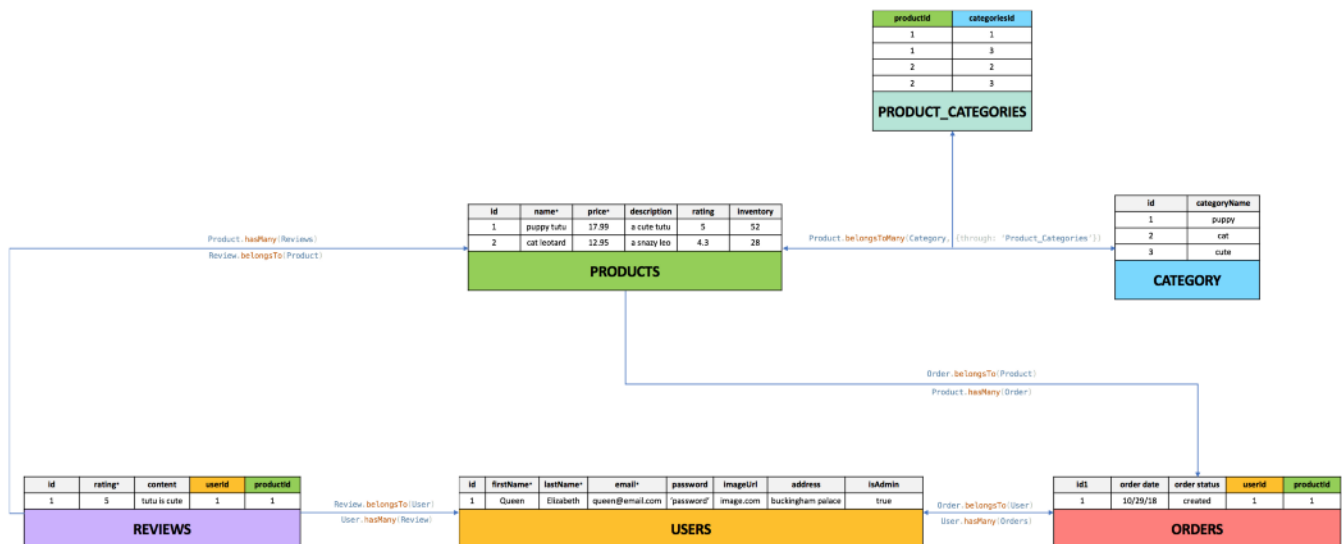 productId categoriesId
1 1
1 3
2 2
2 3
PRODUCT_CATEGORIES
id name* price* description rating inventory
1 puppy tutu 17.99 a cute tutu 5 52
2 cat leotard 12.95 a snazy leo 4.3 28
PRODUCTS
id categoryName
1 puppy
2 cat
3 cute
CATEGORY
Product.hasMany(Reviews)
Review.belongsTo(Product)
Product.belongsToMany(Category, {through: 'Product_Categories'})
Order.belongsTo(Product)
Product.hasMany(Order)
id rating* content userId productId
1 5 tutu is cute 1 1
REVIEWS
Review.belongsTo(User)
User.hasMany(Review)
id firstName* lastName* email* password imageUrl address isAdmin
1 Queen Elizabeth queen@email.com 'password' image.com buckingham palace true
USERS
Order.belongsTo(User)
User.hasMany(Orders)
id1 order date order status userId productId
1 10/29/18 created 1 1
ORDERS